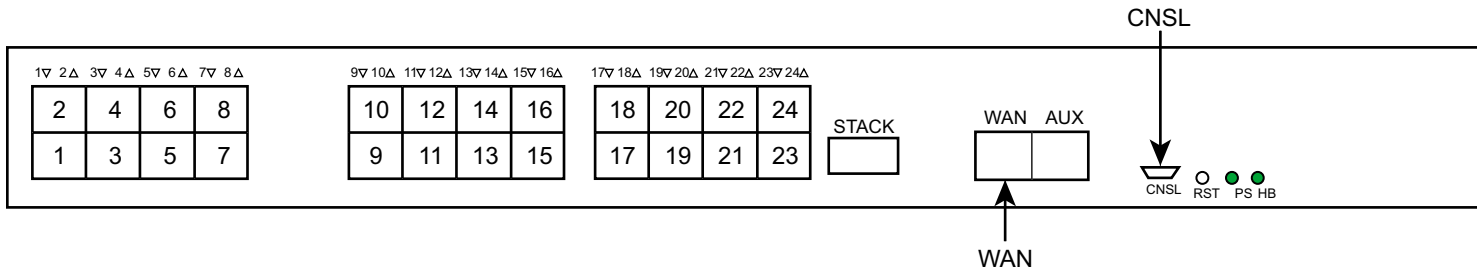 CNSL
1▽ 2△ 3▽ 4△ 5▽ 6△ 7▽ 8△ 9▽ 10△ 11▽ 12△ 13▽ 14△ 15▽ 16△ 17▽ 18△ 19▽ 20△ 21▽ 22△ 23▽ 24△
2 4 6 8 10 12 14 16 18 20 22 24
1 3 5 7 9 11 13 15 17 19 21 23
STACK
WAN AUX
CNSL RST PS HB
WAN